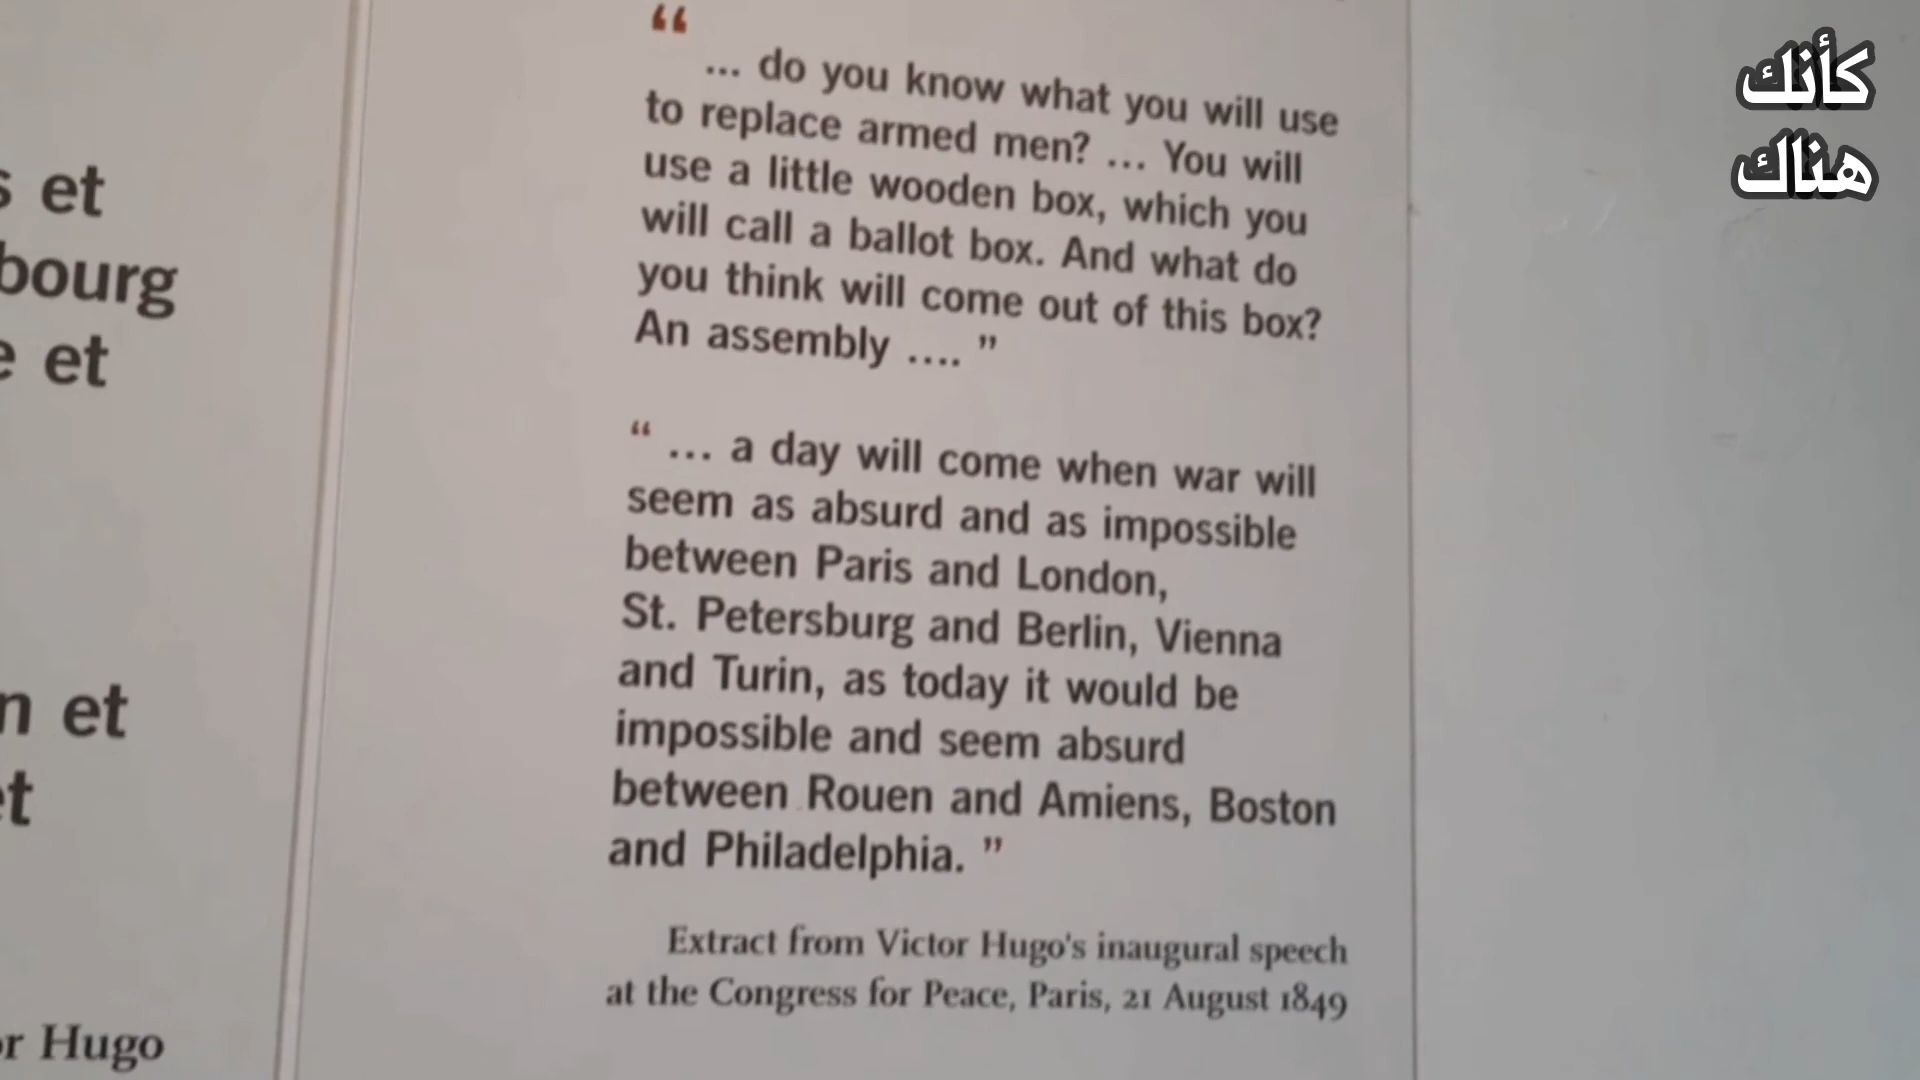 s et
bourg
e et
n et
et
or Hugo
“ ... do you know what you will use
to replace armed men? ... You will
use a little wooden box, which you
will call a ballot box. And what do
you think will come out of this box?
An assembly .... ”
“ ... a day will come when war will
seem as absurd and as impossible
between Paris and London,
St. Petersburg and Berlin, Vienna
and Turin, as today it would be
impossible and seem absurd
between Rouen and Amiens, Boston
and Philadelphia. ”
Extract from Victor Hugo's inaugural speech
at the Congress for Peace, Paris, 21 August 1849
كأنك
هناك